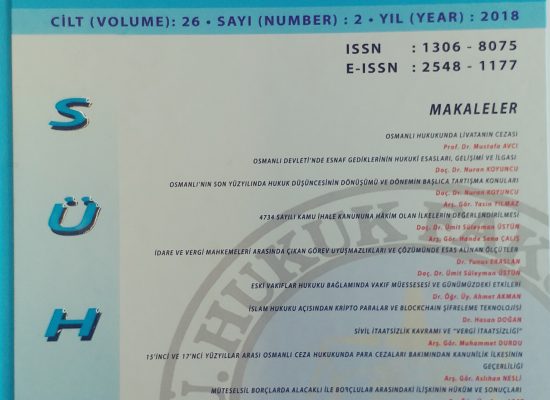 CİLT (VOLUME): 26 • SAYI (NUMBER) : 2 • YIL (YEAR) : 2018
ISSN : 1306 - 8075
E-ISSN : 2548 - 1177
S
Ü
H
MAKALELER
OSMANLI HUKUKUNDA LİVATANIN CEZASI
Prof. Dr. Mustafa AVCI
OSMANLI DEVLETİ'NDE ESNAF GEDİKLERİNİN HUKUKİ ESASLARI, GELİŞİMİ VE İLGASI
Doç. Dr. Nuran KOYUNCU
OSMANLI'NIN SON YÜZYILINDA HUKUK DÜŞÜNCESİNİN DÖNÜŞÜMÜ VE DÖNEMİN BAŞLICA TARTIŞMA KONULARI
Doç. Dr. Nuran KOYUNCU
Arş. Gör. Yasin YILMAZ
4734 SAYILI KAMU İHALE KANUNUNA HÂKİM OLAN İLKELERİN DEĞERLENDİRİLMESİ
Doç. Dr. Ümit Süleyman ÜSTÜN
Arş. Gör. Hande Sena ÇALIŞ
İDARE VE VERGİ MAHKEMELERİ ARASINDA ÇIKAN GÖREV UYUŞMAZLIKLARI VE ÇÖZÜMÜNDE ESAS ALINAN ÖLÇÜTLER
Dr. Yunus ERASLAN
Doç. Dr. Ümit Süleyman ÜSTÜN
ESKİ VAKIFLAR HUKUKU BAĞLAMINDA VAKIF MÜESSESESİ VE GÜNÜMÜZDEKİ ETKİLERİ
Dr. Öğr. Üy. Ahmet AKMAN
İSLAM HUKUKU AÇISINDAN KRİPTO PARALAR VE BLOCKCHAIN ŞİFRELEME TEKNOLOJİSİ
Dr. Hasan DOĞAN
SİVİL İTAATSİZLİK KAVRAMI VE "VERGİ İTAATSIZLIĞI"
Arş. Gör. Muhammet DURDU
15'İNCİ VE 17'NCİ YÜZYILLAR ARASI OSMANLI CEZA HUKUKUNDA PARA CEZALARI BAKIMINDAN KANUNİLİK İLKESİNİN
GEÇERLİLİĞİ
Arş. Gör. Aslıhan NESLİ
MÜTESELSİL BORÇLARDA ALACAKLI İLE BORÇLULAR ARASINDAKİ İLİŞKİNİN HÜKÜM VE SONUÇLARI
HUKUK